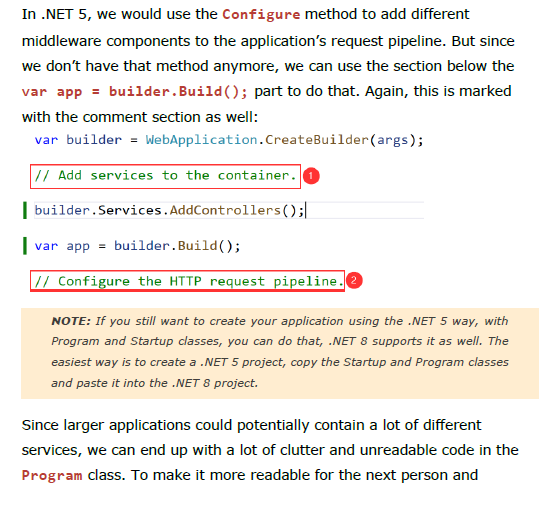 In .NET 5, we would use the Configure method to add different
middleware components to the application's request pipeline. But since
we don't have that method anymore, we can use the section below the
var app = builder.Build(); part to do that. Again, this is marked
with the comment section as well:
var builder = WebApplication.CreateBuilder(args);
// Add services to the container. 1
builder.Services.AddControllers();
var app = builder.Build();
// Configure the HTTP request pipeline. 2
NOTE: If you still want to create your application using the .NET 5 way, with
Program and Startup classes, you can do that, .NET 8 supports it as well. The
easiest way is to create a .NET 5 project, copy the Startup and Program classes
and paste it into the .NET 8 project.
Since larger applications could potentially contain a lot of different
services, we can end up with a lot of clutter and unreadable code in the
Program class. To make it more readable for the next person and